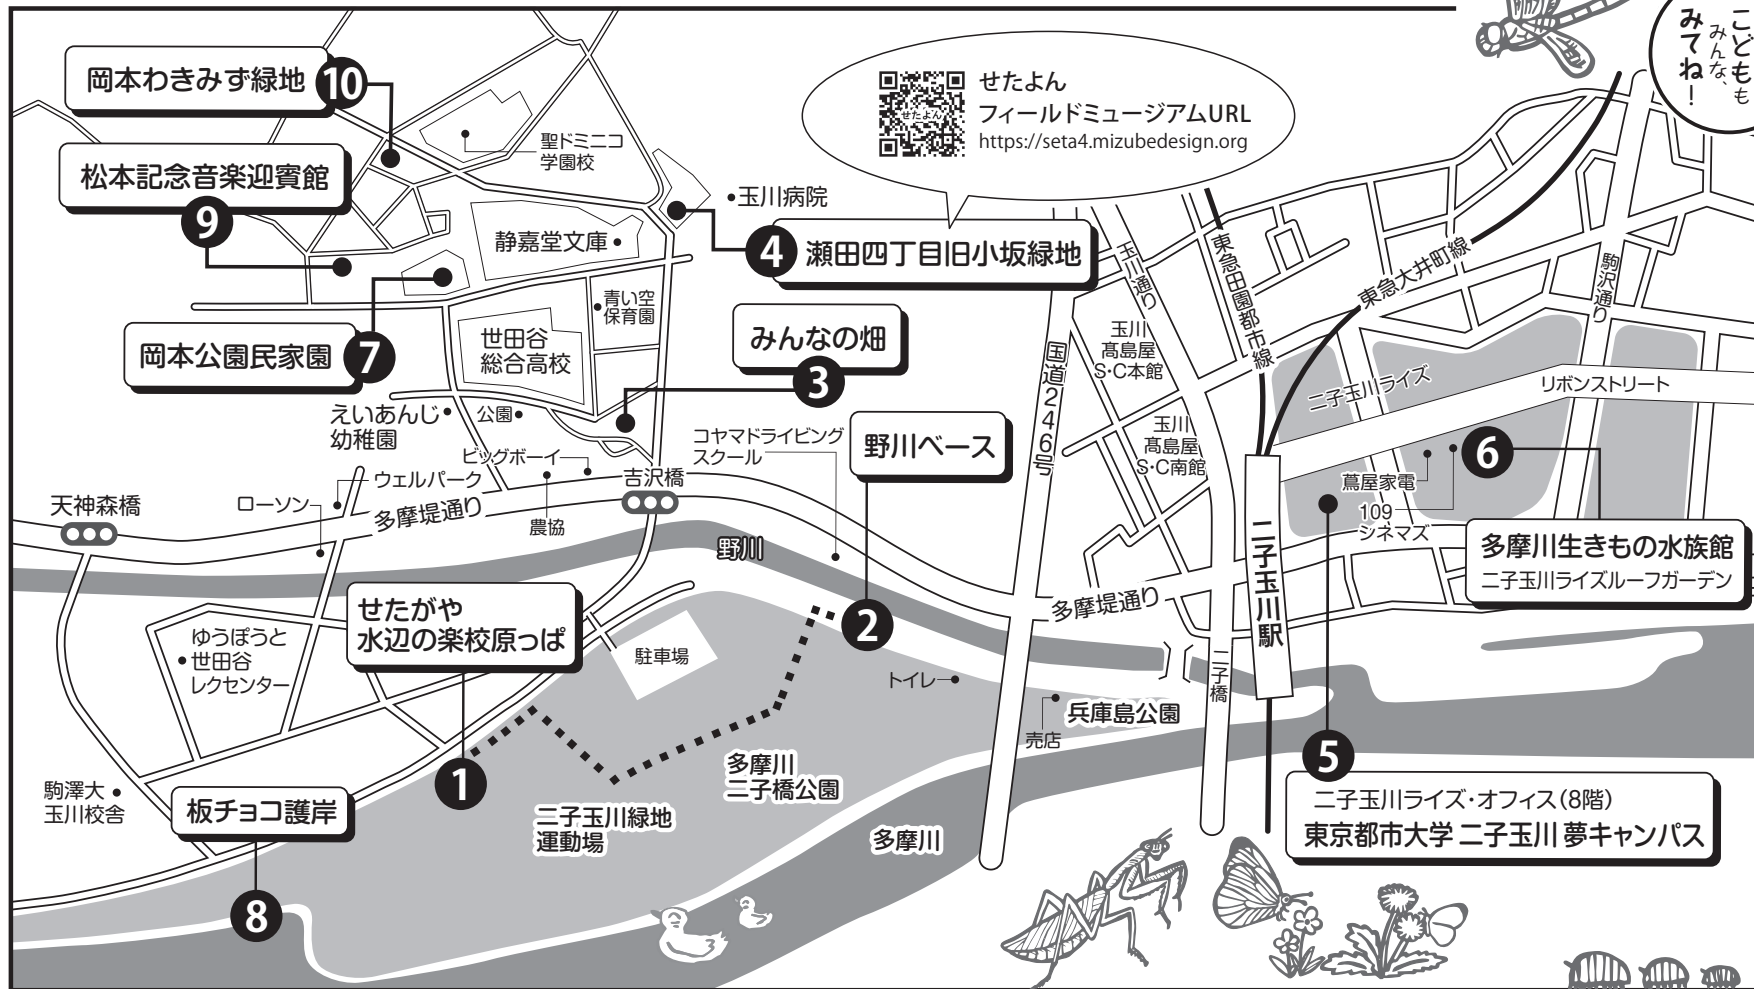 こどもも
みんな、
みてね!
岡本わきみず緑地
10
聖ドミニコ
学園校
松本記念音楽迎賓館
9
静嘉堂文庫
玉川病院
せたよん
せたよん
フィールドミュージアムURL
https://seta4.mizubedesign.org
4
瀬田四丁目旧小坂緑地
岡本公園民家園
7
世田谷
総合高校
青い空
保育園
みんなの畑
3
えいあんじ
幼稚園
公園
ビッグボーイ
ウェルパーク
ローソン
天神森橋
多摩堤通り
農協
吉沢橋
コヤマドライビング
スクール
野川ベース
2
野川
国道246号
玉川通り
東急田園都市線
東急大井町線
駒沢通り
玉川
髙島屋
S・C本館
玉川
髙島屋
S・C南館
二子玉川ライズ
リボンストリート
蔦屋家電
109
シネマズ
6
多摩川生きもの水族館
二子玉川ライズルーフガーデン
二子玉川駅
多摩堤通り
二子橋
せたがや
水辺の楽校原っぱ
1
ゆうぽうと
世田谷
レクセンター
駐車場
トイレ
売店
兵庫島公園
多摩川
二子橋公園
二子玉川緑地
運動場
多摩川
駒澤大
玉川校舎
板チョコ護岸
8
5
二子玉川ライズ・オフィス(8階)
東京都市大学 二子玉川 夢キャンパス